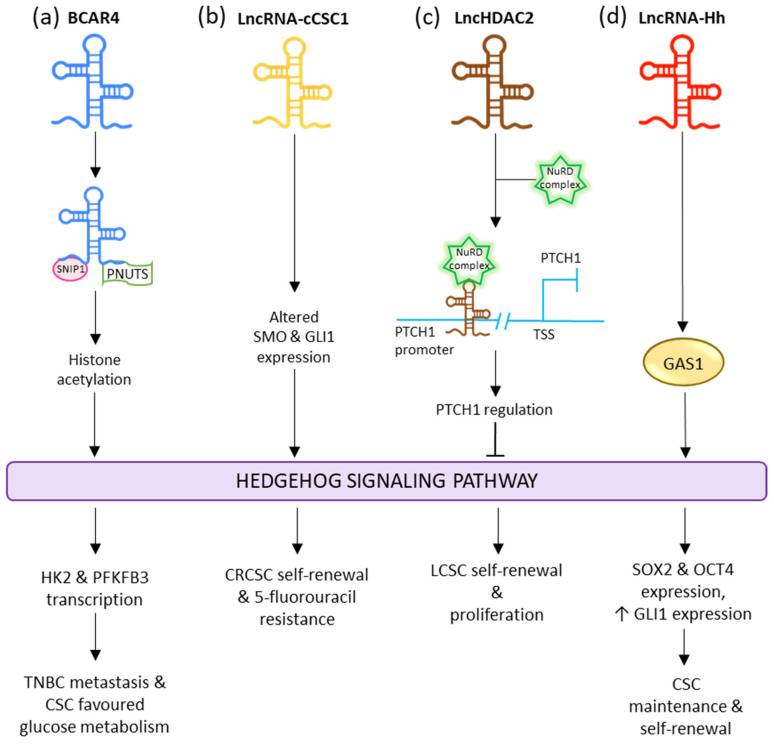 (a) BCAR4
(b) LncRNA-cCSC1
(c) LncHDAC2
(d) LncRNA-Hh
SNIP1
PNUTS
Histone
acetylation
Altered
SMO & GLI1
expression
NuRD
complex
NuRD
complex
PTCH1
PTCH1
promoter
TSS
PTCH1 regulation
GAS1
HEDGEHOG SIGNALING PATHWAY
HK2 & PFKFB3
transcription
TNBC metastasis &
CSC favoured
glucose metabolism
CRCSC self-renewal
& 5-fluorouracil
resistance
LCSC self-renewal
&
proliferation
SOX2 & OCT4
expression,
↑ GLI1 expression
CSC
maintenance &
self-renewal